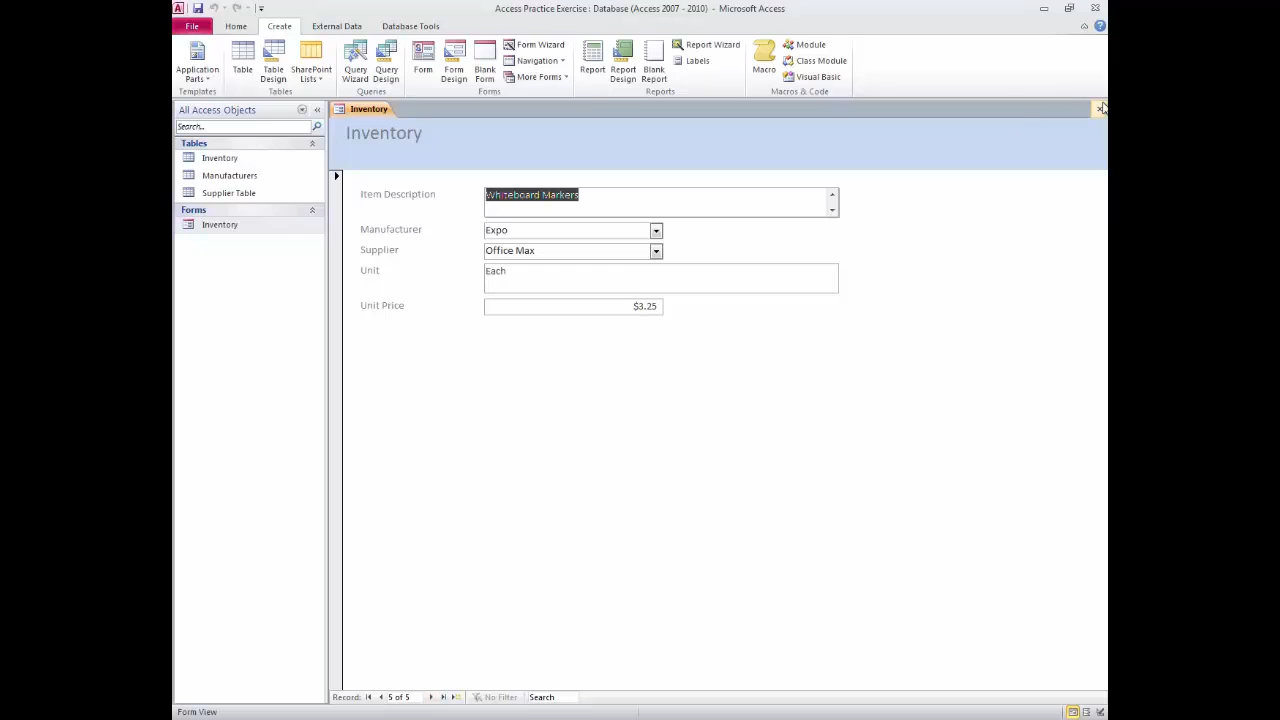 Access Practice Exercise : Database (Access 2007 - 2010) - Microsoft Access
File Home Create External Data Database Tools
Application Parts
Table
Table Design
SharePoint Lists
Query Wizard
Query Design
Form
Form Design
Blank Form
Form Wizard
Navigation
More Forms
Report
Report Design
Blank Report
Report Wizard
Labels
Macro
Module
Class Module
Visual Basic
Templates Tables Queries Forms Reports Macros & Code
All Access Objects
Search...
Tables
Inventory
Manufacturers
Supplier Table
Forms
Inventory
Inventory
Inventory
Item Description Whiteboard Markers
Manufacturer Expo
Supplier Office Max
Unit Each
Unit Price $3.25
Record: 5 of 5 No Filter Search
Form View